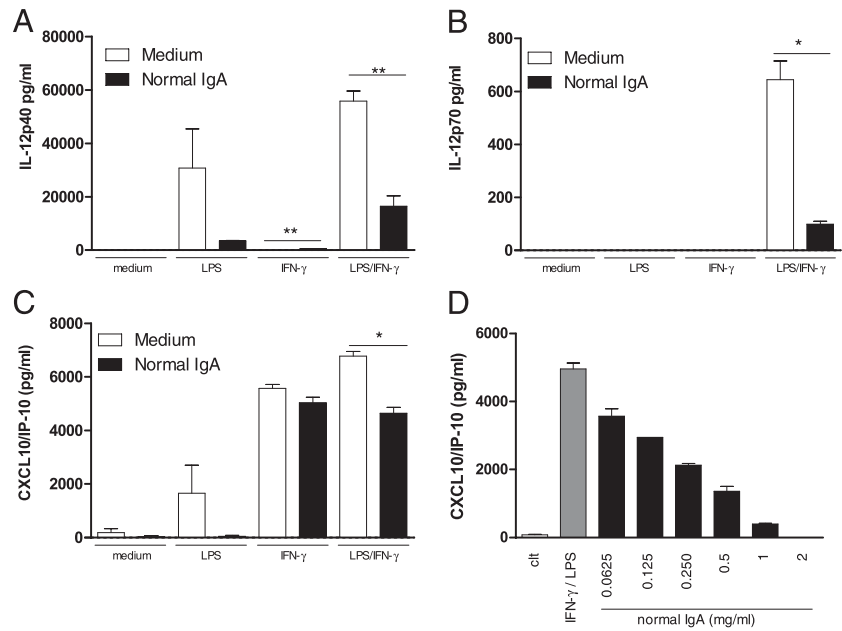 A
IL-12p40 pg/ml
80000
60000
40000
20000
0
Medium
Normal IgA
**
**
medium LPS IFN-γ LPS/IFN-γ
B
IL-12p70 pg/ml
800
600
400
200
0
Medium
Normal IgA
*
medium LPS IFN-γ LPS/IFN-γ
C
CXCL10/IP-10 (pg/ml)
8000
6000
4000
2000
0
Medium
Normal IgA
*
medium LPS IFN-γ LPS/IFN-γ
D
CXCL10/IP-10 (pg/ml)
6000
4000
2000
0
clt
IFN-γ / LPS
0.0625
0.125
0.250
0.5
1
2
normal IgA (mg/ml)